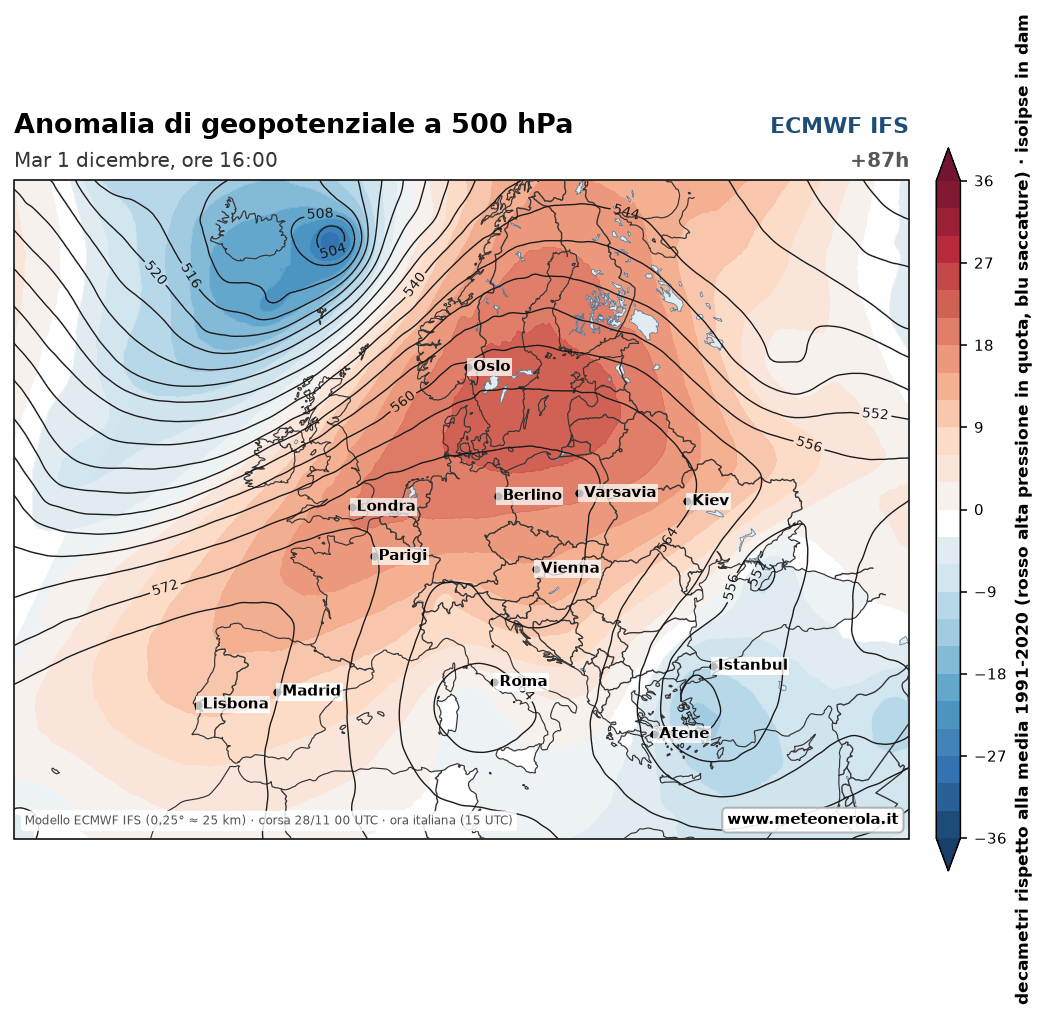 Anomalia di geopotenziale a 500 hPa
ECMWF IFS
Mar 1 dicembre, ore 16:00
+87h
508
504
544
520
516
540
560
552
556
572
564
556
552
Oslo
Londra
Berlino
Varsavia
Kiev
Parigi
Vienna
Istanbul
Roma
Madrid
Lisbona
Atene
Modello ECMWF IFS (0,25° ≈ 25 km) · corsa 28/11 00 UTC · ora italiana (15 UTC)
www.meteonerola.it
36
27
18
9
0
−9
−18
−27
−36
decametri rispetto alla media 1991-2020 (rosso alta pressione in quota, blu saccature) · isoipse in dam